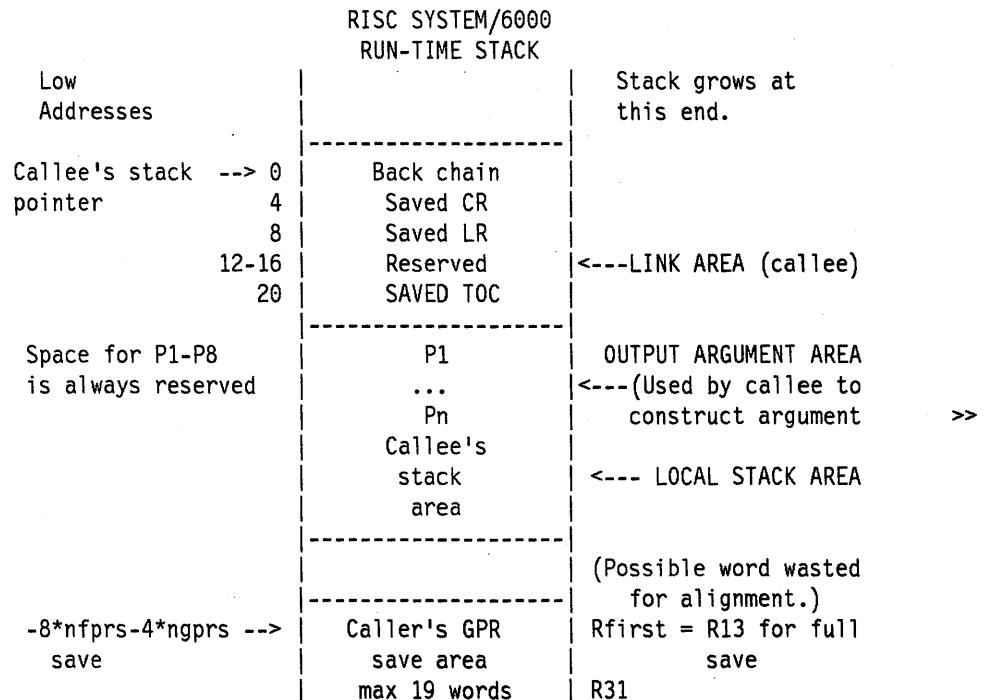 RISC SYSTEM/6000
RUN-TIME STACK
Low | | Stack grows at
Addresses | | this end.
|--------------------|
Callee's stack --> 0 | Back chain |
pointer 4 | Saved CR |
8 | Saved LR |
12-16 | Reserved |<---LINK AREA (callee)
20 | SAVED TOC |
|--------------------|
Space for P1-P8 | P1 | OUTPUT ARGUMENT AREA
is always reserved | ... |<---(Used by callee to
| Pn | construct argument >>
| Callee's |
| stack | <--- LOCAL STACK AREA
| area |
|--------------------|
| | (Possible word wasted
|--------------------| for alignment.)
-8*nfprs-4*ngprs --> | Caller's GPR | Rfirst = R13 for full
save | save area | save
| max 19 words | R31